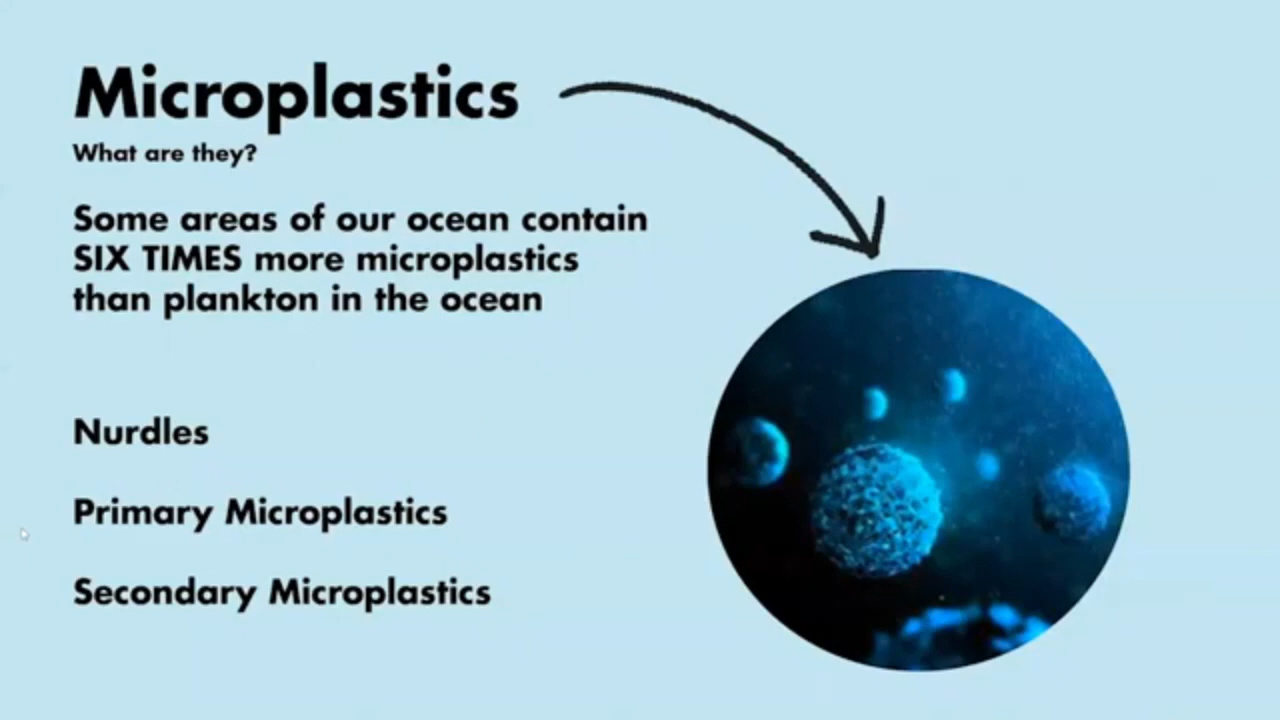 Microplastics
What are they?
Some areas of our ocean contain
SIX TIMES more microplastics
than plankton in the ocean
Nurdles
Primary Microplastics
Secondary Microplastics